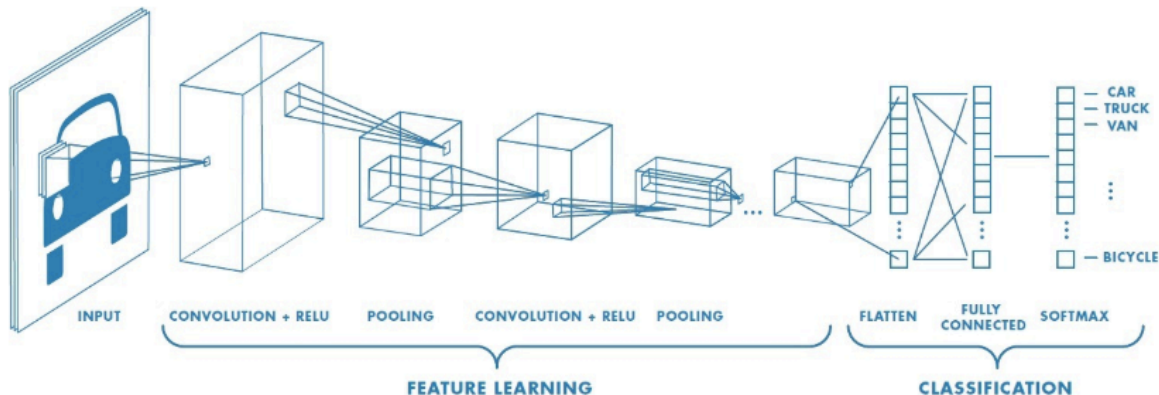 CAR
TRUCK
VAN
BICYCLE
INPUT
CONVOLUTION + RELU
POOLING
CONVOLUTION + RELU
POOLING
FLATTEN
FULLY
CONNECTED
SOFTMAX
FEATURE LEARNING
CLASSIFICATION